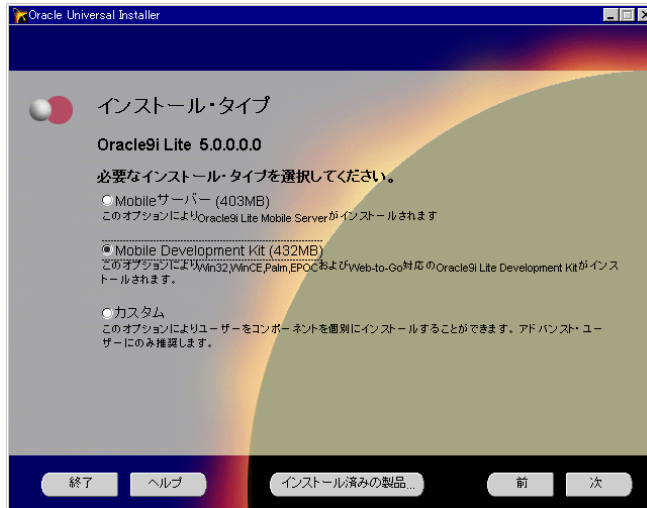 Oracle Universal Installer
インストール・タイプ
Oracle9i Lite 5.0.0.0.0
必要なインストール・タイプを選択してください。
Mobileサーバー (403MB)
このオプションによりOracle9i Lite Mobile Serverがインストールされます
Mobile Development Kit (432MB)
このオプションによりWin32,WinCE,Palm,EPOCおよびWeb-to-Go対応のOracle9i Lite Development Kitがインス
トールされます。
カスタム
このオプションによりユーザーをコンポーネントを個別にインストールすることができます。アドバンスト・ユー
ザーにのみ推奨します。
終了
ヘルプ
インストール済みの製品...
前
次